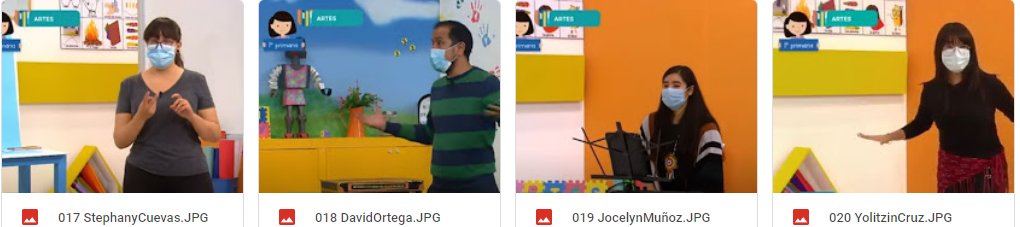 ARTES
1° primaria
017 StephanyCuevas.JPG
ARTES
1° primaria
018 DavidOrtega.JPG
ARTES
primaria
019 JocelynMuñoz.JPG
ARTES
1° primaria
020 YolitzinCruz.JPG